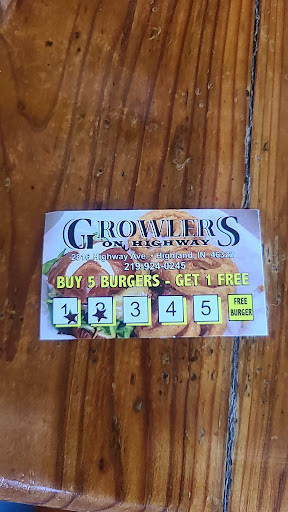 GROWLERS
ON HIGHWAY
2816 Highway Ave. • Highland, IN 46322
219-924-0245
BUY 5 BURGERS - GET 1 FREE
1 2 3 4 5 FREE
BURGER